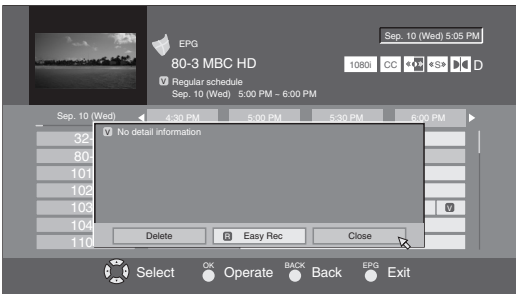 Sep. 10 (Wed) 5:05 PM
EPG
80-3 MBC HD
1080i CC «S» D
V Regular schedule
Sep. 10 (Wed) 5:00 PM ~ 6:00 PM
Sep. 10 (Wed) 4:30 PM 5:00 PM 5:30 PM 6:00 PM
V No detail information
32-
80-
101
102
103 V
104
110
Delete R Easy Rec Close
Select OK Operate BACK Back EPG Exit